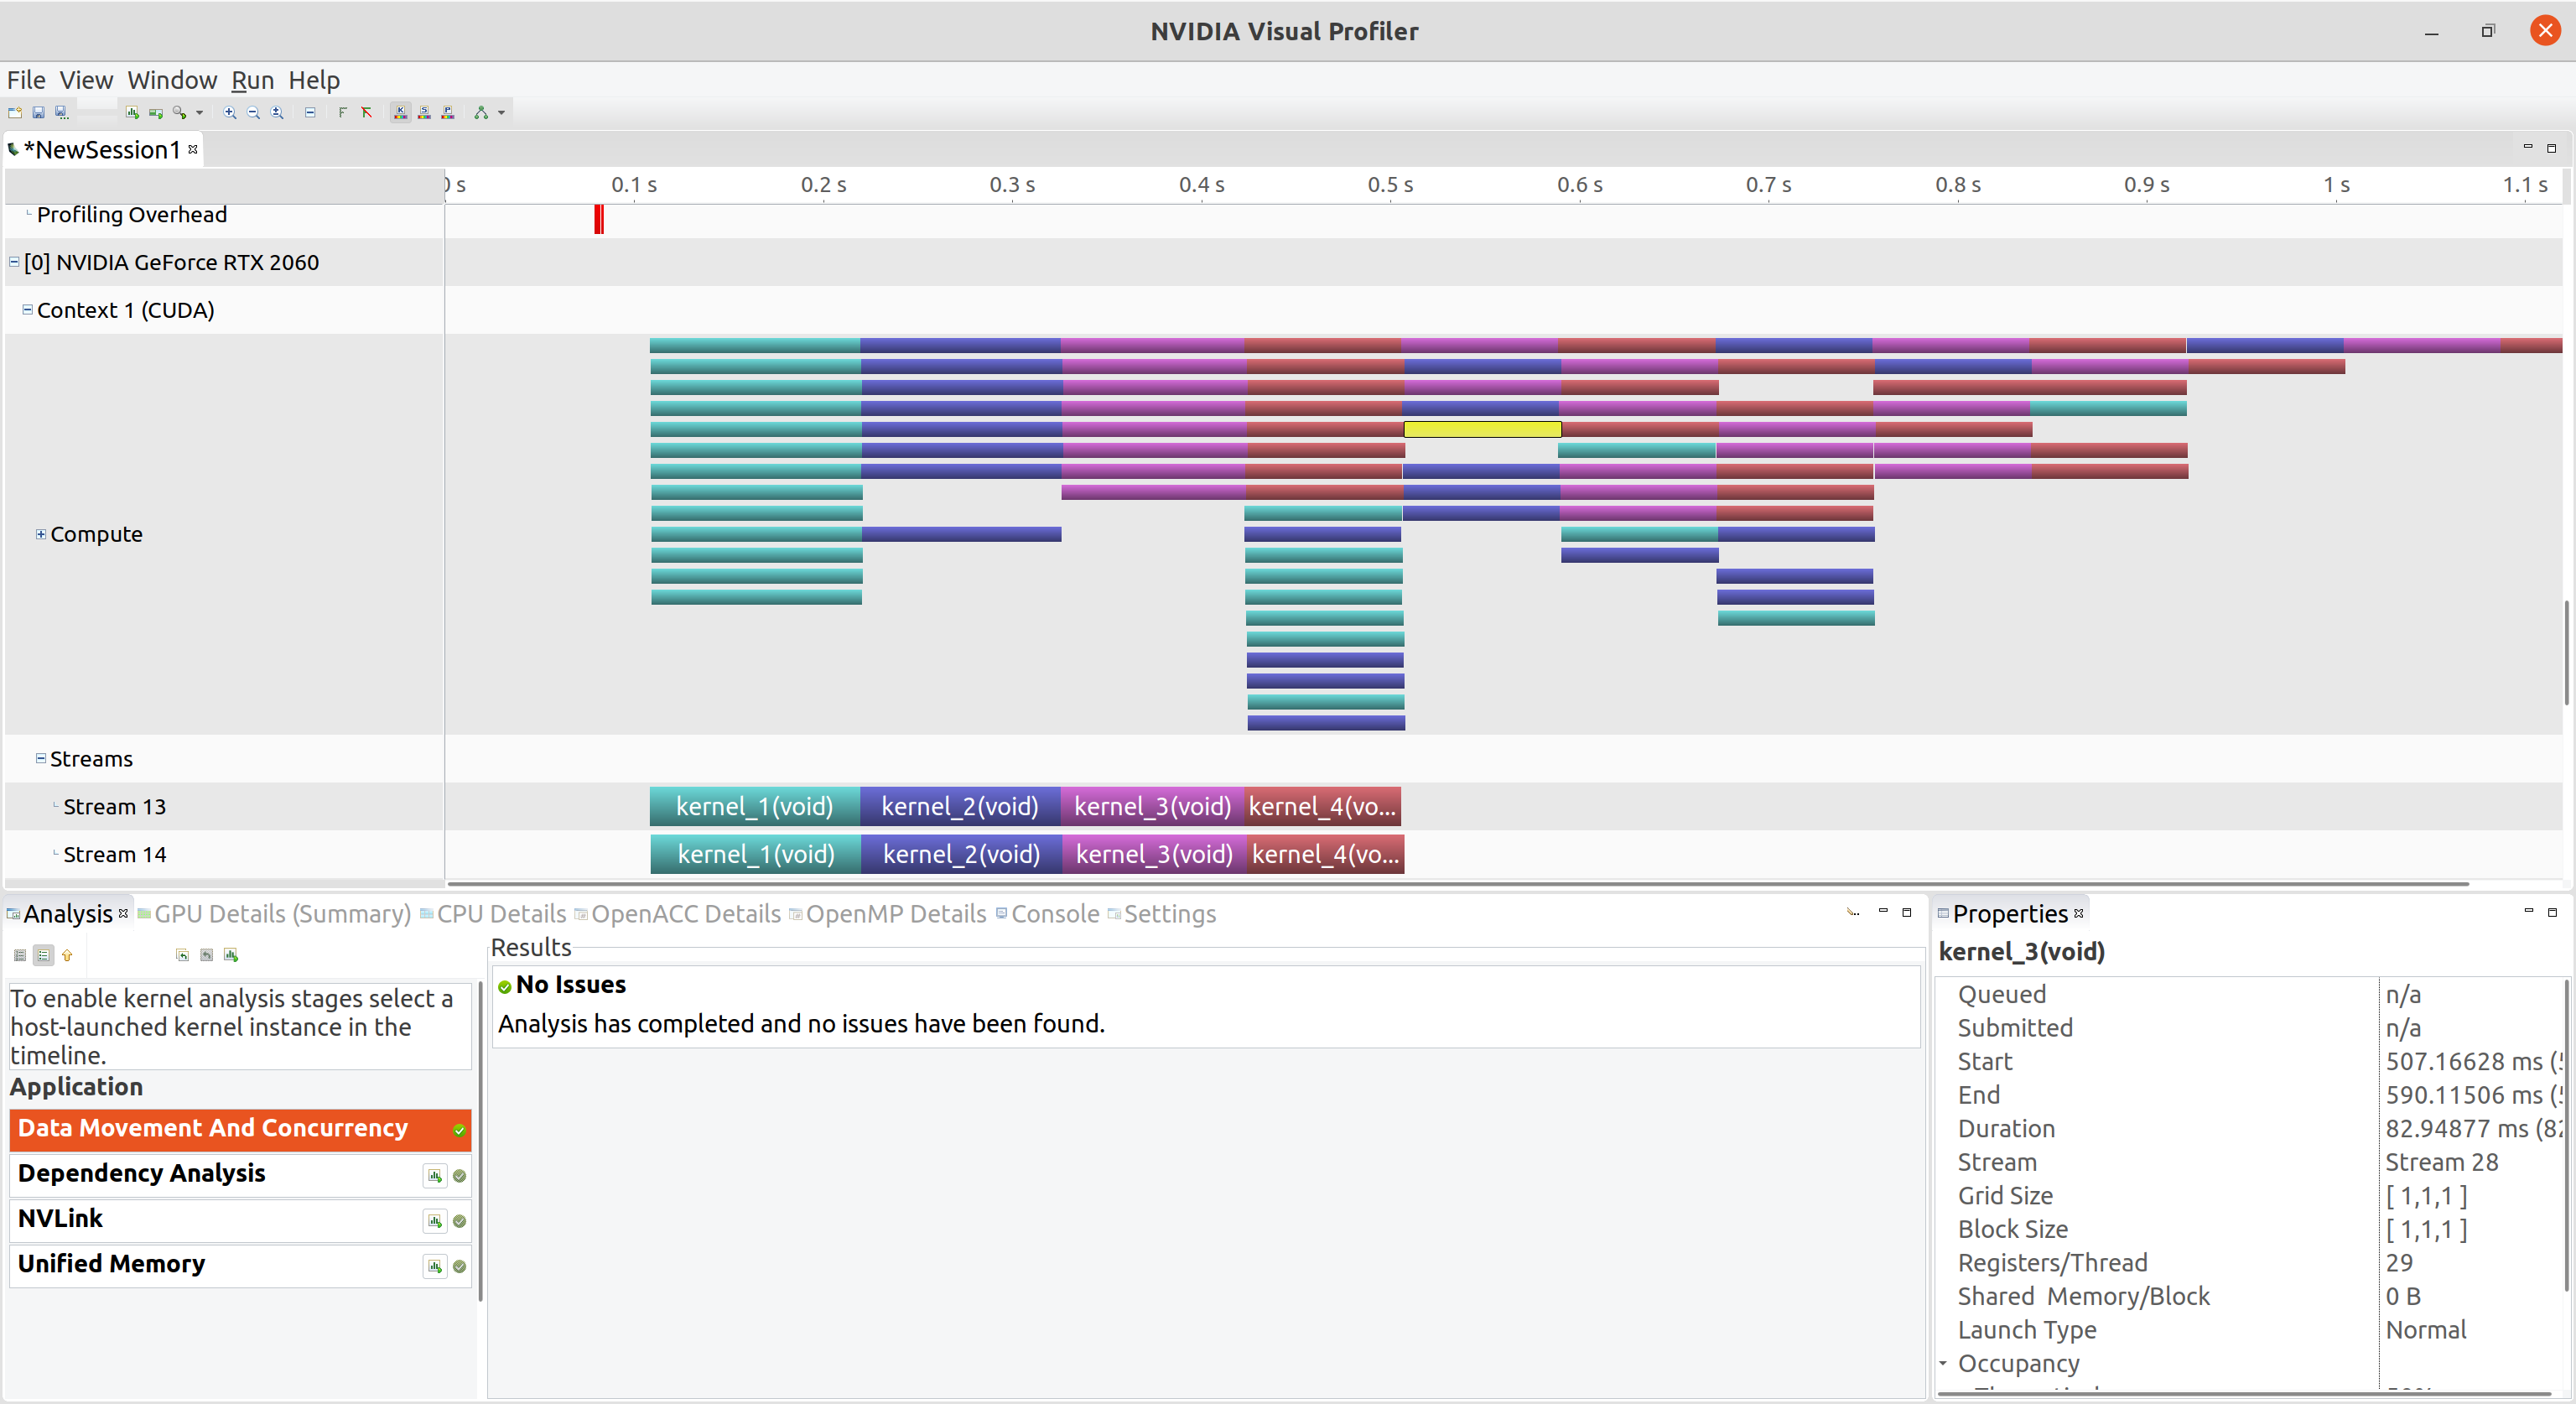 NVIDIA Visual Profiler
File View Window Run Help
*NewSession1
0 s 0.1 s 0.2 s 0.3 s 0.4 s 0.5 s 0.6 s 0.7 s 0.8 s 0.9 s 1 s 1.1 s
Profiling Overhead
[0] NVIDIA GeForce RTX 2060
Context 1 (CUDA)
Compute
Streams
Stream 13 kernel_1(void) kernel_2(void) kernel_3(void) kernel_4(vo...
Stream 14 kernel_1(void) kernel_2(void) kernel_3(void) kernel_4(vo...
Analysis GPU Details (Summary) CPU Details OpenACC Details OpenMP Details Console Settings
To enable kernel analysis stages select a
host-launched kernel instance in the
timeline.
Application
Data Movement And Concurrency
Dependency Analysis
NVLink
Unified Memory
Results
No Issues
Analysis has completed and no issues have been found.
Properties
kernel_3(void)
Queued n/a
Submitted n/a
Start 507.16628 ms (
End 590.11506 ms (
Duration 82.94877 ms (82
Stream Stream 28
Grid Size [ 1,1,1 ]
Block Size [ 1,1,1 ]
Registers/Thread 29
Shared Memory/Block 0 B
Launch Type Normal
Occupancy